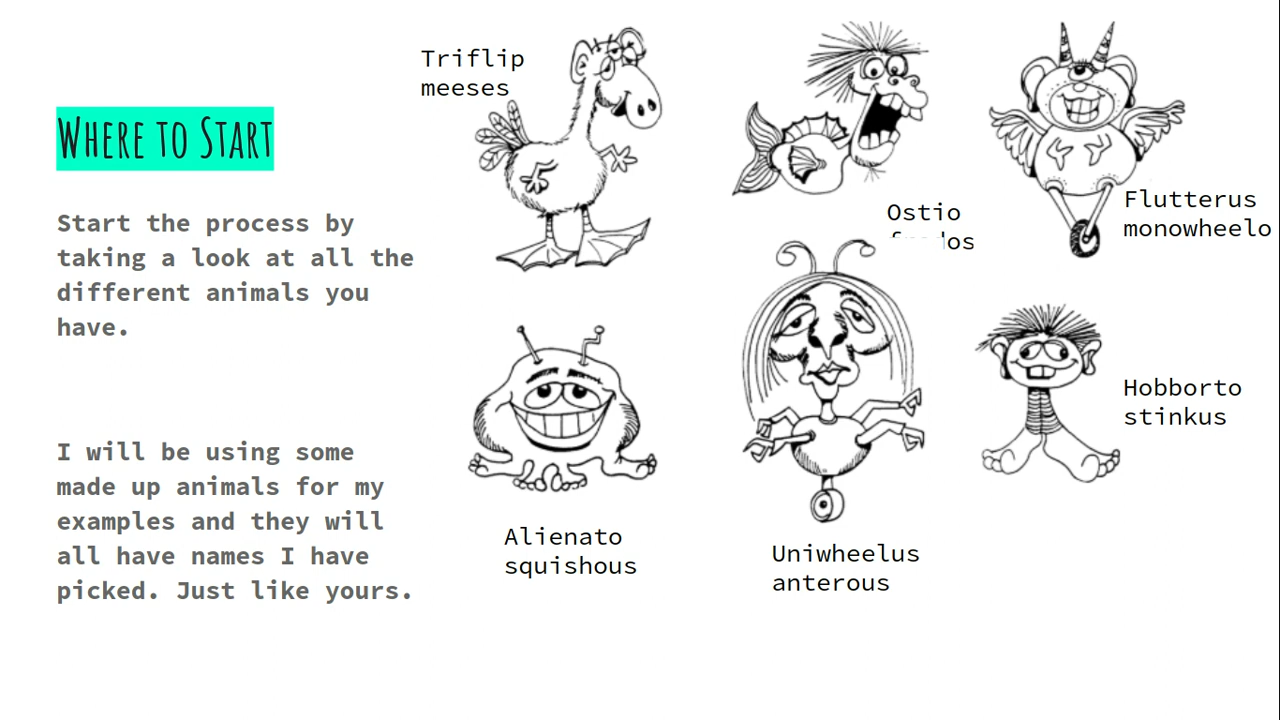 Where to Start
Start the process by
taking a look at all the
different animals you
have.
I will be using some
made up animals for my
examples and they will
all have names I have
picked. Just like yours.
Triflip
meeses
Ostio
Flutterus
monowheelo
Alienato
squishous
Uniwheelus
anterous
Hobborto
stinkus